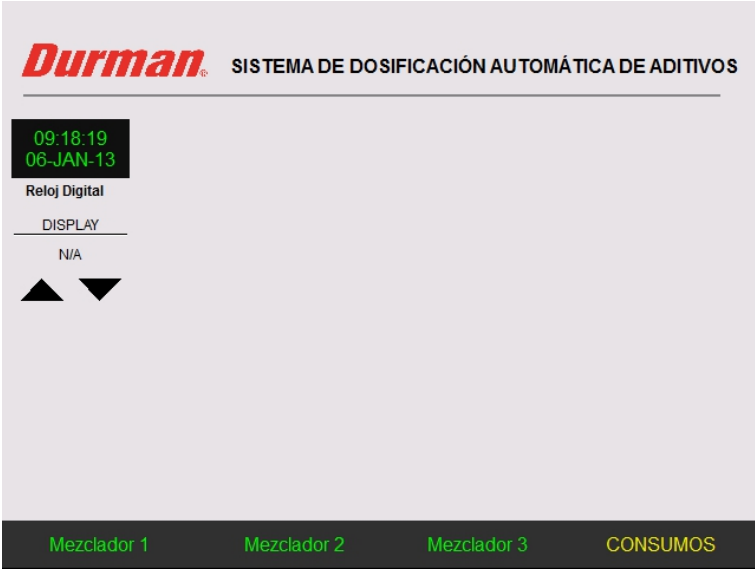 Durman®
SISTEMA DE DOSIFICACIÓN AUTOMÁTICA DE ADITIVOS
09:18:19
06-JAN-13
Reloj Digital
DISPLAY
N/A
Mezclador 1 Mezclador 2 Mezclador 3 CONSUMOS